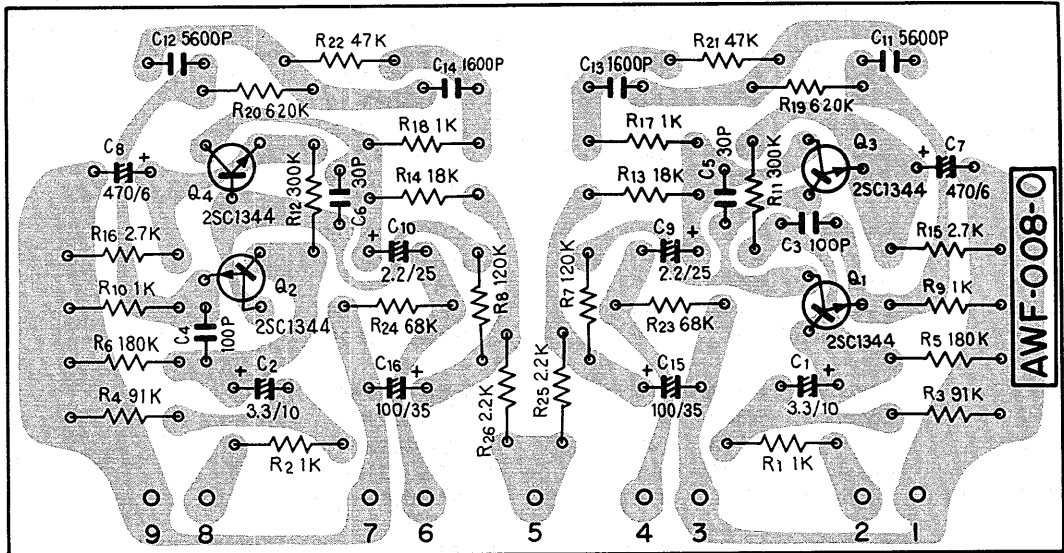 C12 5600P
R22 47K
C14 1600P
R20 620K
C13 1600P
R21 47K
C11 5600P
R19 620K
C8
470/6
Q4
2SC1344
R12 300K
30P
C6
R18 1K
R14 18K
R17 1K
R13 18K
C5
30P
R11 300K
Q3
2SC1344
C7
470/6
R16 2.7K
C10
2.2/25
C9
2.2/25
C3 100P
R15 2.7K
R10 1K
Q2
2SC1344
R24 68K
R8 120K
R7 120K
R23 68K
Q1
2SC1344
R9 1K
R6 180K
C4
100P
C2
3.3/10
C16
100/35
R26 2.2K
R25 2.2K
C15
100/35
C1
3.3/10
R5 180K
R4 91K
R3 91K
R2 1K
R1 1K
9 8 7 6 5 4 3 2 1
AWF-008-0